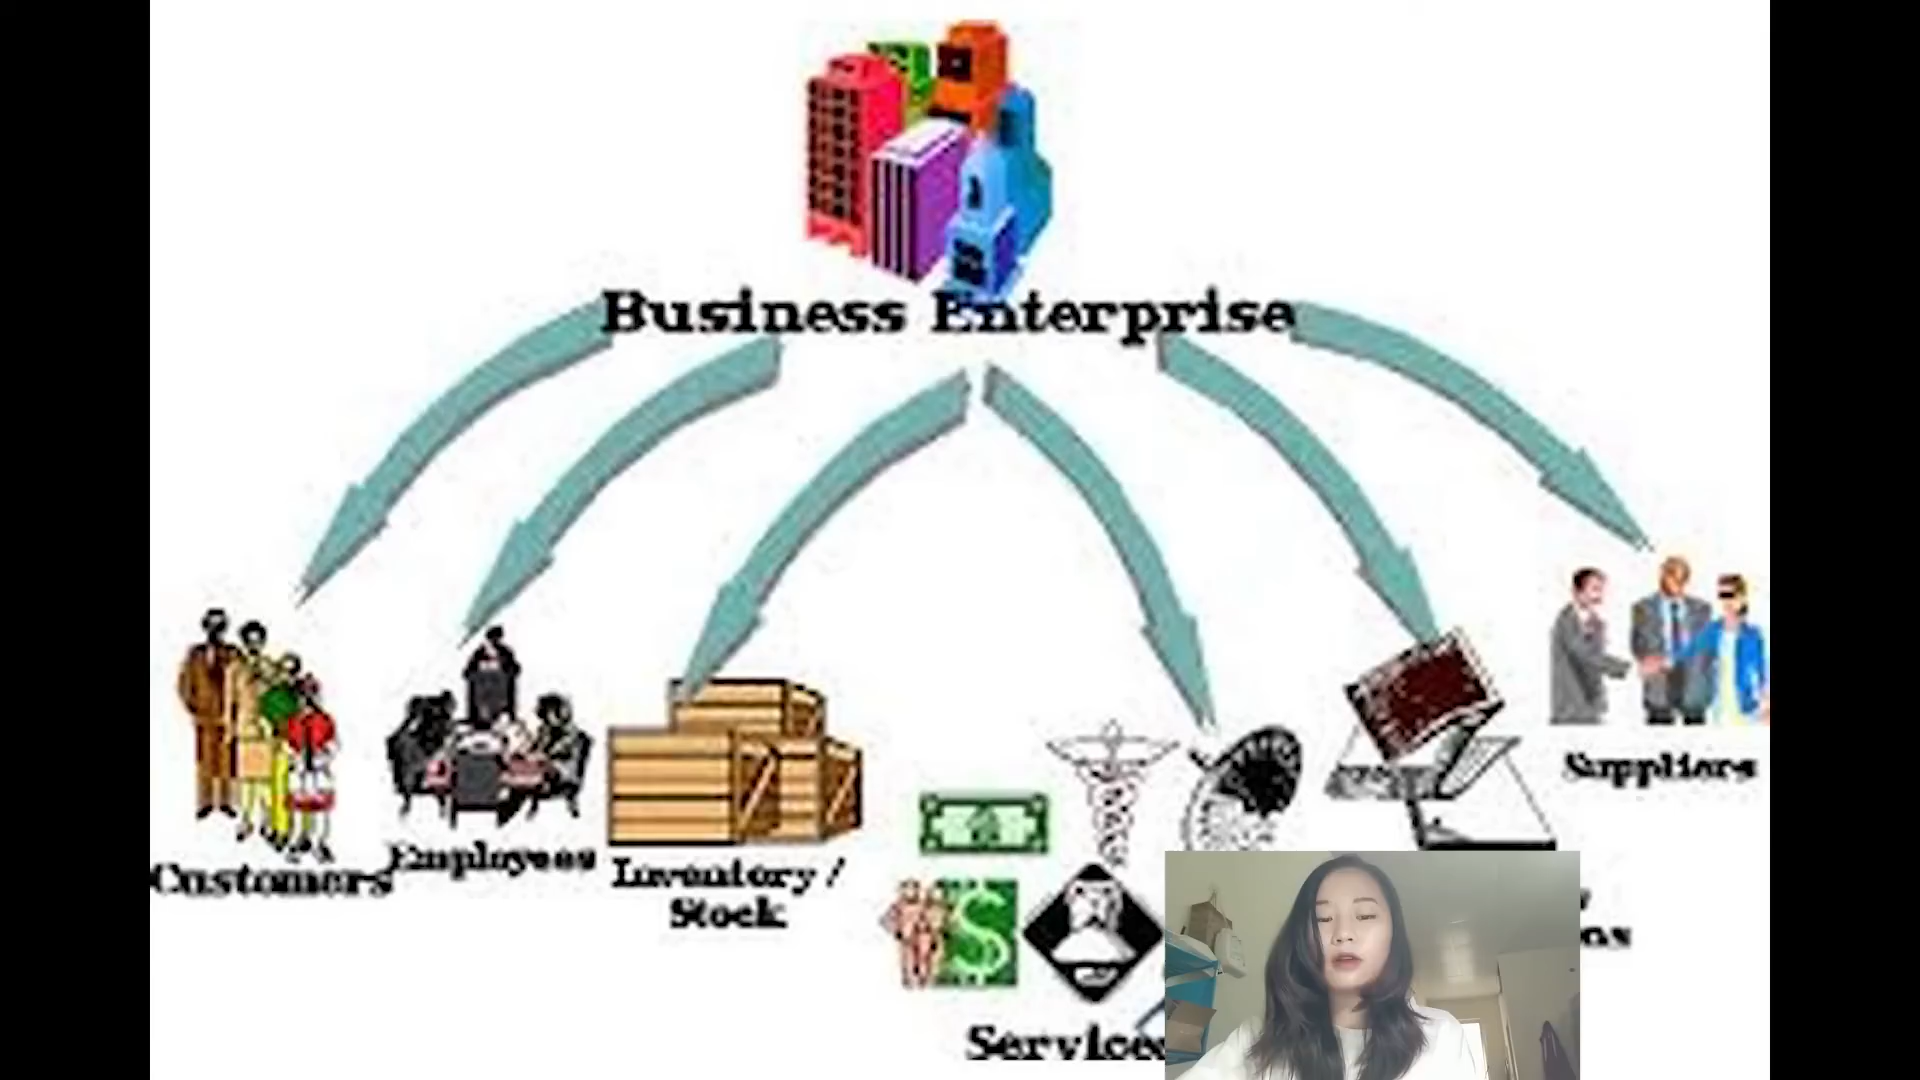 Business Enterprise
Suppliers
Employees
Customers
Inventory /
Stock
Services